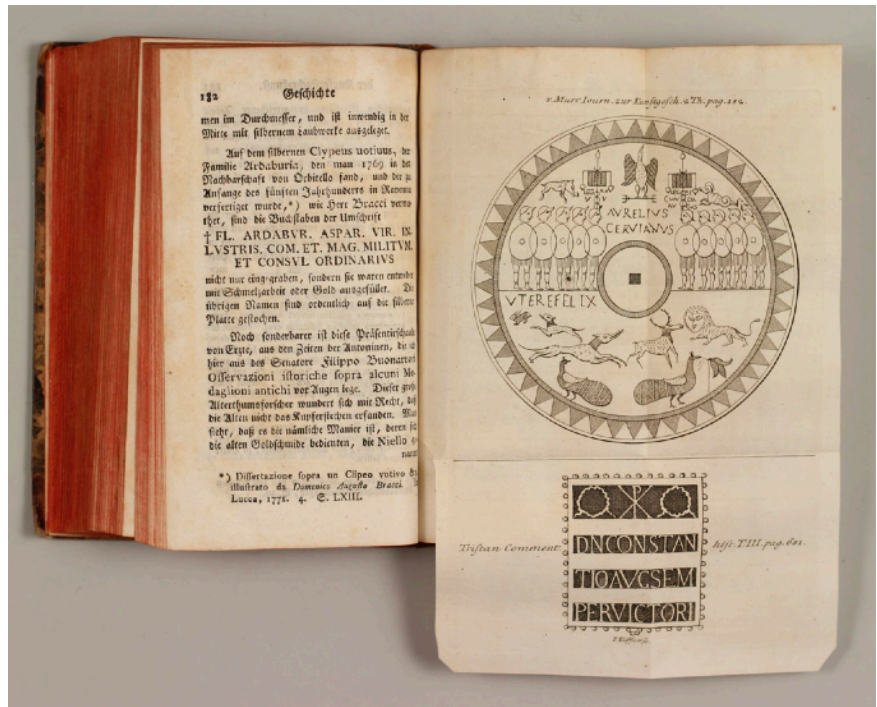 182 Geschichte
men im Durchmesser, und ist inwendig in der
Mitte mit silbernem Laubwerke ausgeleget.
Auf dem silbernen Clypeus uotiuus, der
Familie Ardaburia, den man 1769 in der
Nachbarschaft von Orbitello fand, und der zu
Anfange des fünften Jahrhunderts in Ravenna
verfertiget wurde,*) wie Herr Bracci vermu-
thet, sind die Buchstaben der Umschrift
† FL. ARDABVR. ASPAR. VIR. IN-
LVSTRIS. COM. ET. MAG. MILITVM.
ET CONSVL ORDINARIVS
nicht nur eingegraben, sondern sie waren entweder
mit Schmelzarbeit oder Gold ausgefüllet. Die
übrigen Namen sind ordentlich auf die silberne
Platte gestochen.
Noch sonderbarer ist diese Präsentirschaale
von Erzte, aus den Zeiten der Antoninen, die ich
hier aus des Senatore Filippo Buonarroti
Osservazioni istoriche sopra alcuni Me-
daglioni antichi vor Augen lege. Dieser große
Alterthumsforscher wundert sich mit Recht, daß
die Alten nicht das Kupferstechen erfanden. Man
sieht, daß es die nämliche Manier ist, deren sich
die alten Goldschmide bedienten, die Niello
*) Dissertazione sopra un Clipeo votivo
illustrato da Domenico Augusto Bracci.
Lucca, 1771. 4. S. LXIII.
v. Murr Iourn. zur Kunstgesch. 2 Th. pag. 182.
AVRELIVS
CERVIANVS
VTERE FELIX
Tristan Comment. hist. T. III. pag. 601.
DNCONSTAN
TIOAVGSEM
PERVICTORI